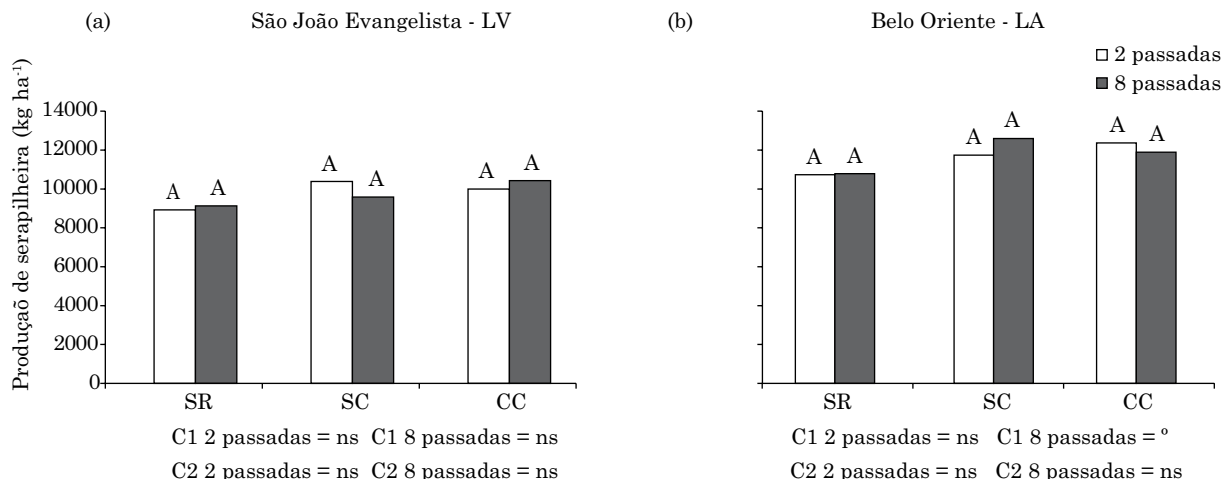 (a) São João Evangelista - LV
(b) Belo Oriente - LA
2 passadas
8 passadas
Produçaõ de serapilheira (kg ha⁻¹)
14000
12000
10000
8000
6000
4000
2000
0
A A A A A A
SR SC CC
C1 2 passadas = ns C1 8 passadas = ns
C2 2 passadas = ns C2 8 passadas = ns
A A A A A A
SR SC CC
C1 2 passadas = ns C1 8 passadas = º
C2 2 passadas = ns C2 8 passadas = ns